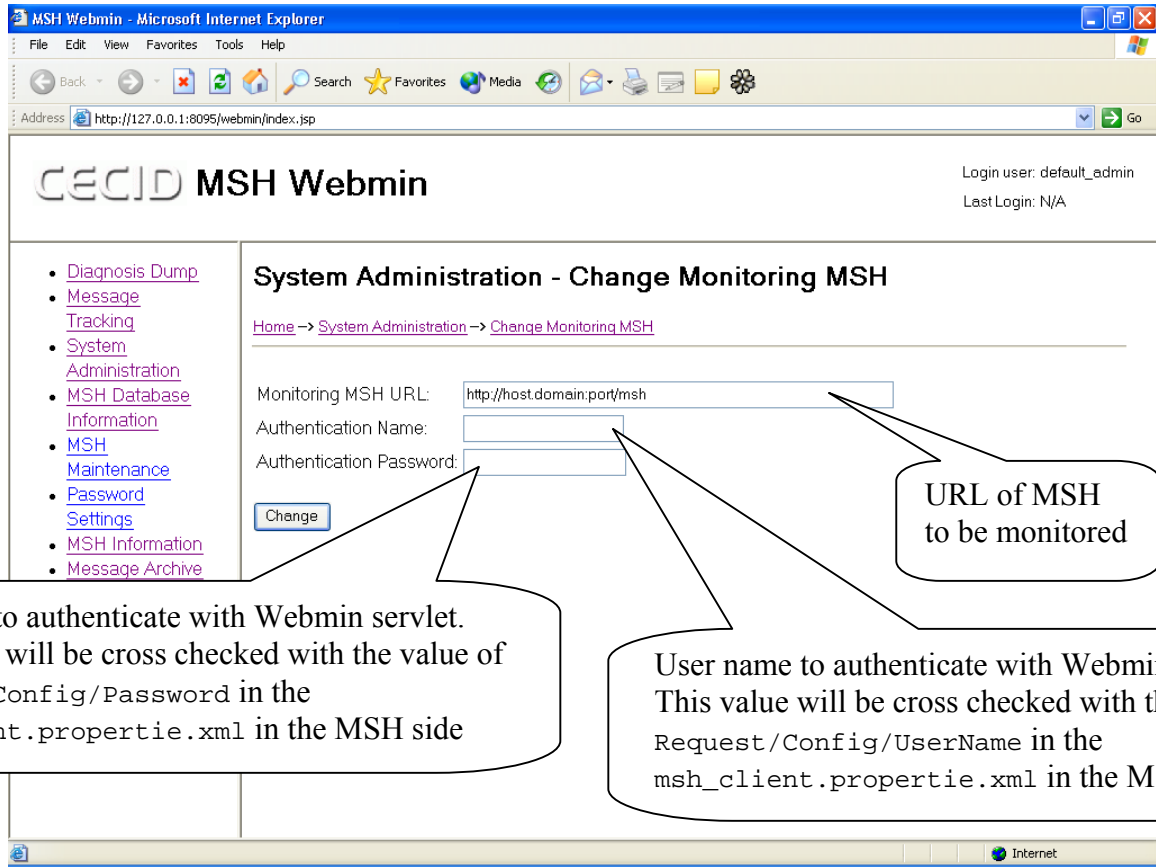 MSH Webmin - Microsoft Internet Explorer
File Edit View Favorites Tools Help
Back Search Favorites Media
Address http://127.0.0.1:8095/webmin/index.jsp Go
CECID MSH Webmin
Login user: default_admin
Last Login: N/A
Diagnosis Dump
Message
Tracking
System
Administration
MSH Database
Information
MSH
Maintenance
Password
Settings
MSH Information
Message Archive
System Administration - Change Monitoring MSH
Home --> System Administration --> Change Monitoring MSH
Monitoring MSH URL: http://host.domain:port/msh
Authentication Name:
Authentication Password:
Change
URL of MSH
to be monitored
to authenticate with Webmin servlet.
will be cross checked with the value of
Config/Password in the
nt.propertie.xml in the MSH side
User name to authenticate with Webmi
This value will be cross checked with t
Request/Config/UserName in the
msh_client.propertie.xml in the M
Internet